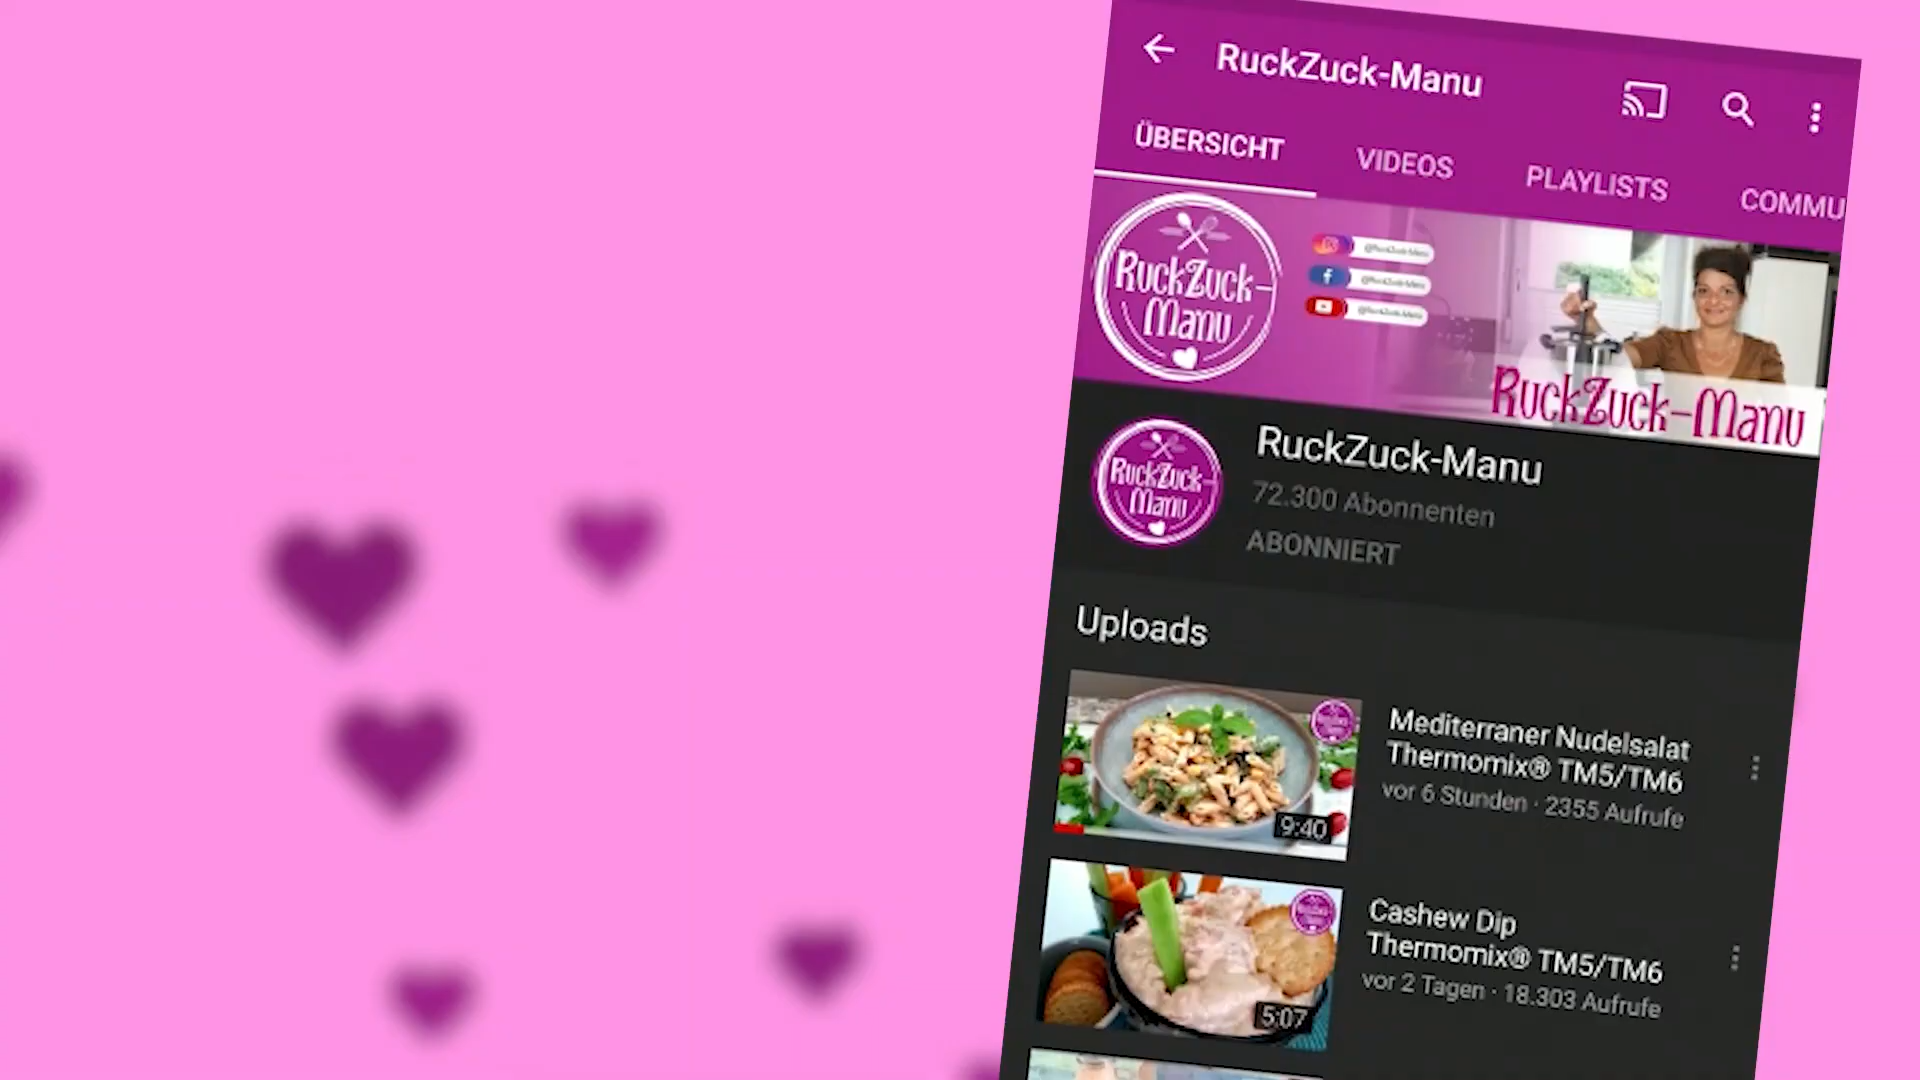 RuckZuck-Manu
ÜBERSICHT
VIDEOS
PLAYLISTS
COMMU
RuckZuck-
Manu
RuckZuck-Manu
RuckZuck-
Manu
RuckZuck-Manu
72.300 Abonnenten
ABONNIERT
Uploads
Mediterraner Nudelsalat
Thermomix® TM5/TM6
vor 6 Stunden · 2355 Aufrufe
9:40
Cashew Dip
Thermomix® TM5/TM6
vor 2 Tagen · 18.303 Aufrufe
5:07